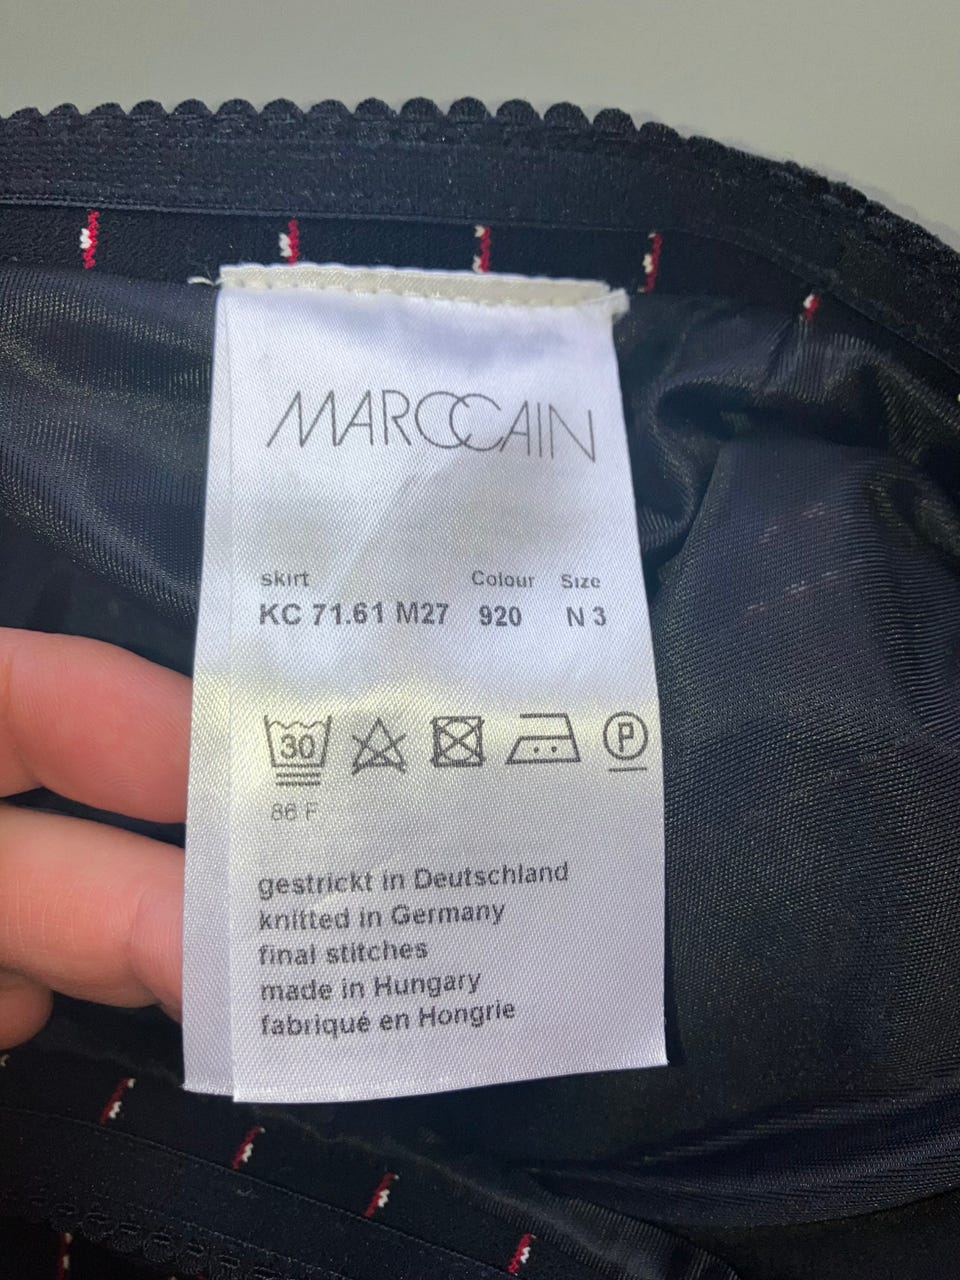 MARCCAIN
skirt Colour Size
KC 71.61 M27 920 N 3
30 P
86 F
gestrickt in Deutschland
knitted in Germany
final stitches
made in Hungary
fabriqué en Hongrie